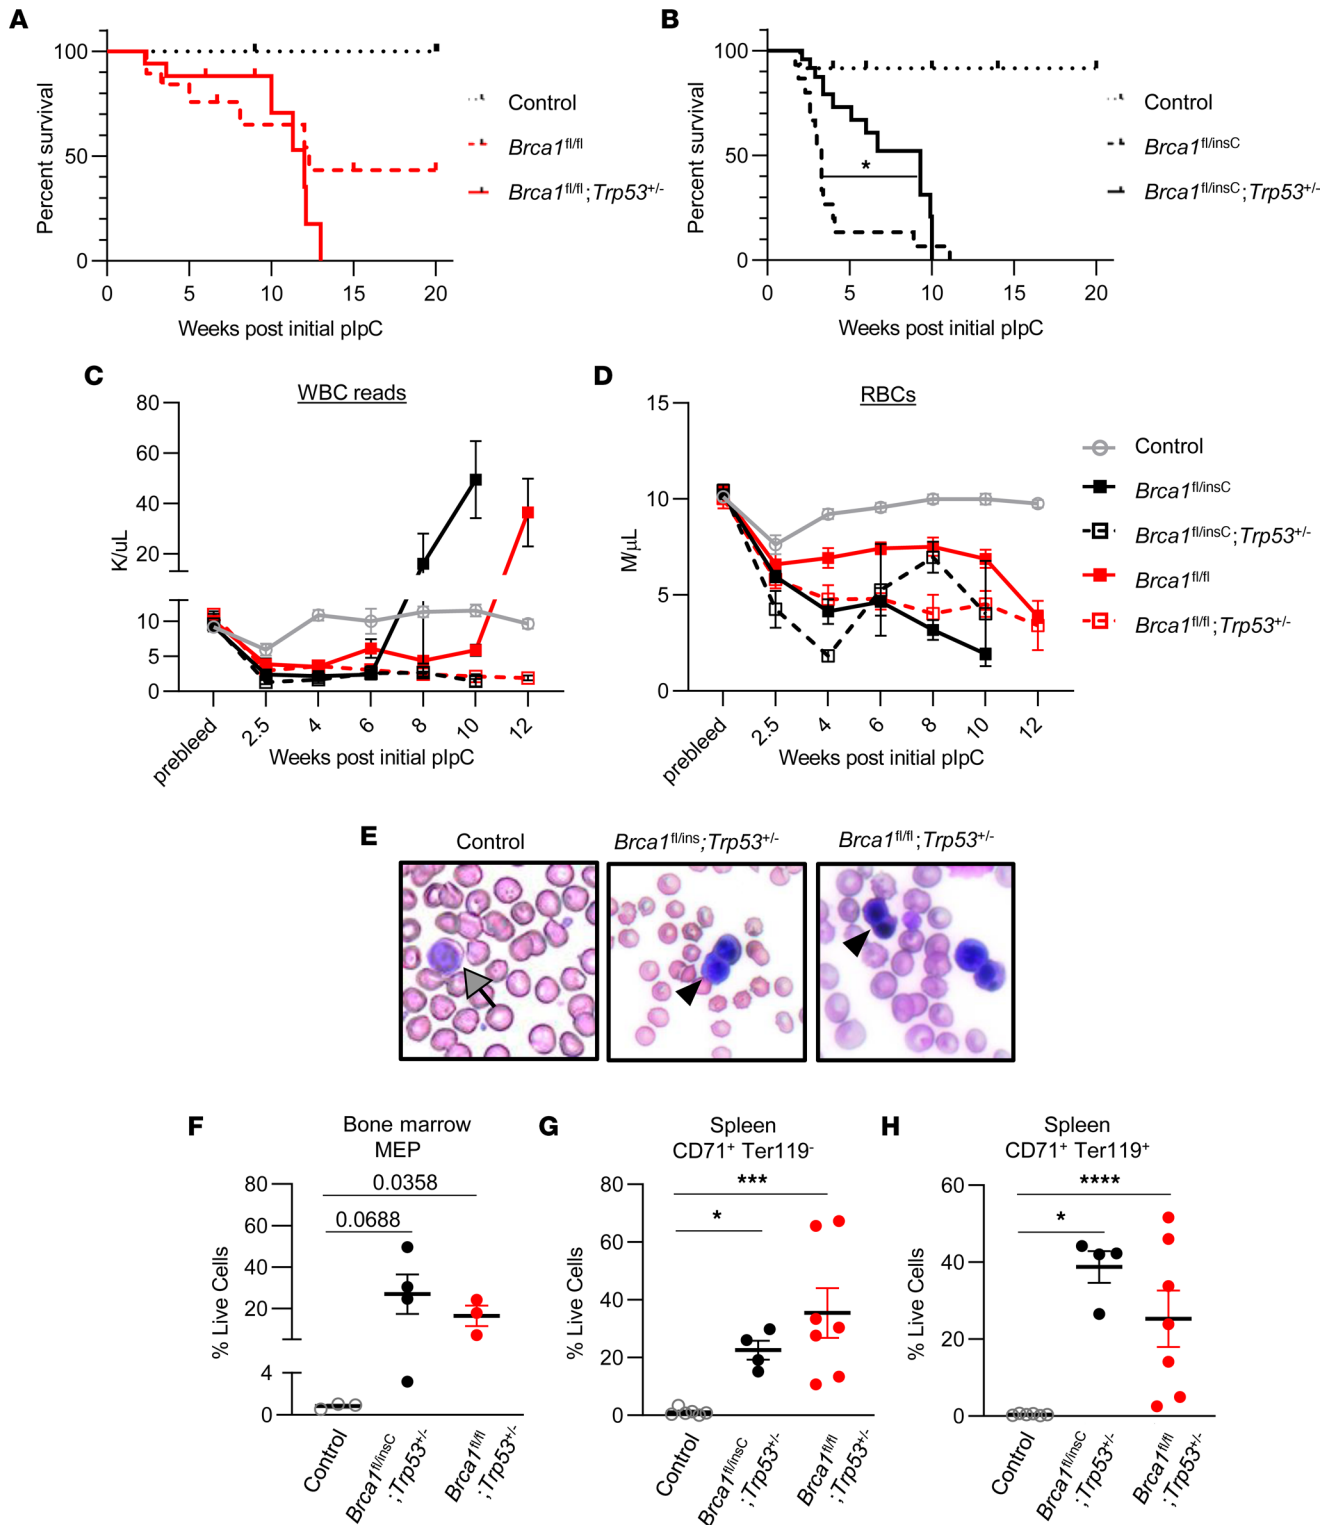 A
100
50
0
Percent survival
0 5 10 15 20
Weeks post initial pIpC
Control
Brca1fl/fl
Brca1fl/fl;Trp53+/-
B
100
50
0
Percent survival
*
0 5 10 15 20
Weeks post initial pIpC
Control
Brca1fl/insC
Brca1fl/insC;Trp53+/-
C
WBC reads
80
60
40
20
10
5
0
K/uL
prebleed 2.5 4 6 8 10 12
Weeks post initial pIpC
D
RBCs
15
10
5
0
M/μL
prebleed 2.5 4 6 8 10 12
Weeks post initial pIpC
Control
Brca1fl/insC
Brca1fl/insC;Trp53+/-
Brca1fl/fl
Brca1fl/fl;Trp53+/-
E
Control
Brca1fl/ins;Trp53+/-
Brca1fl/fl;Trp53+/-
F
Bone marrow
MEP
0.0358
0.0688
80
60
40
20
4
0
% Live Cells
Control
Brca1fl/insC
;Trp53+/-
Brca1fl/fl
;Trp53+/-
G
Spleen
CD71+ Ter119-
***
*
80
60
40
20
0
% Live Cells
Control
Brca1fl/insC
;Trp53+/-
Brca1fl/fl
;Trp53+/-
H
Spleen
CD71+ Ter119+
****
*
60
40
20
0
% Live Cells
Control
Brca1fl/insC
;Trp53+/-
Brca1fl/fl
;Trp53+/-